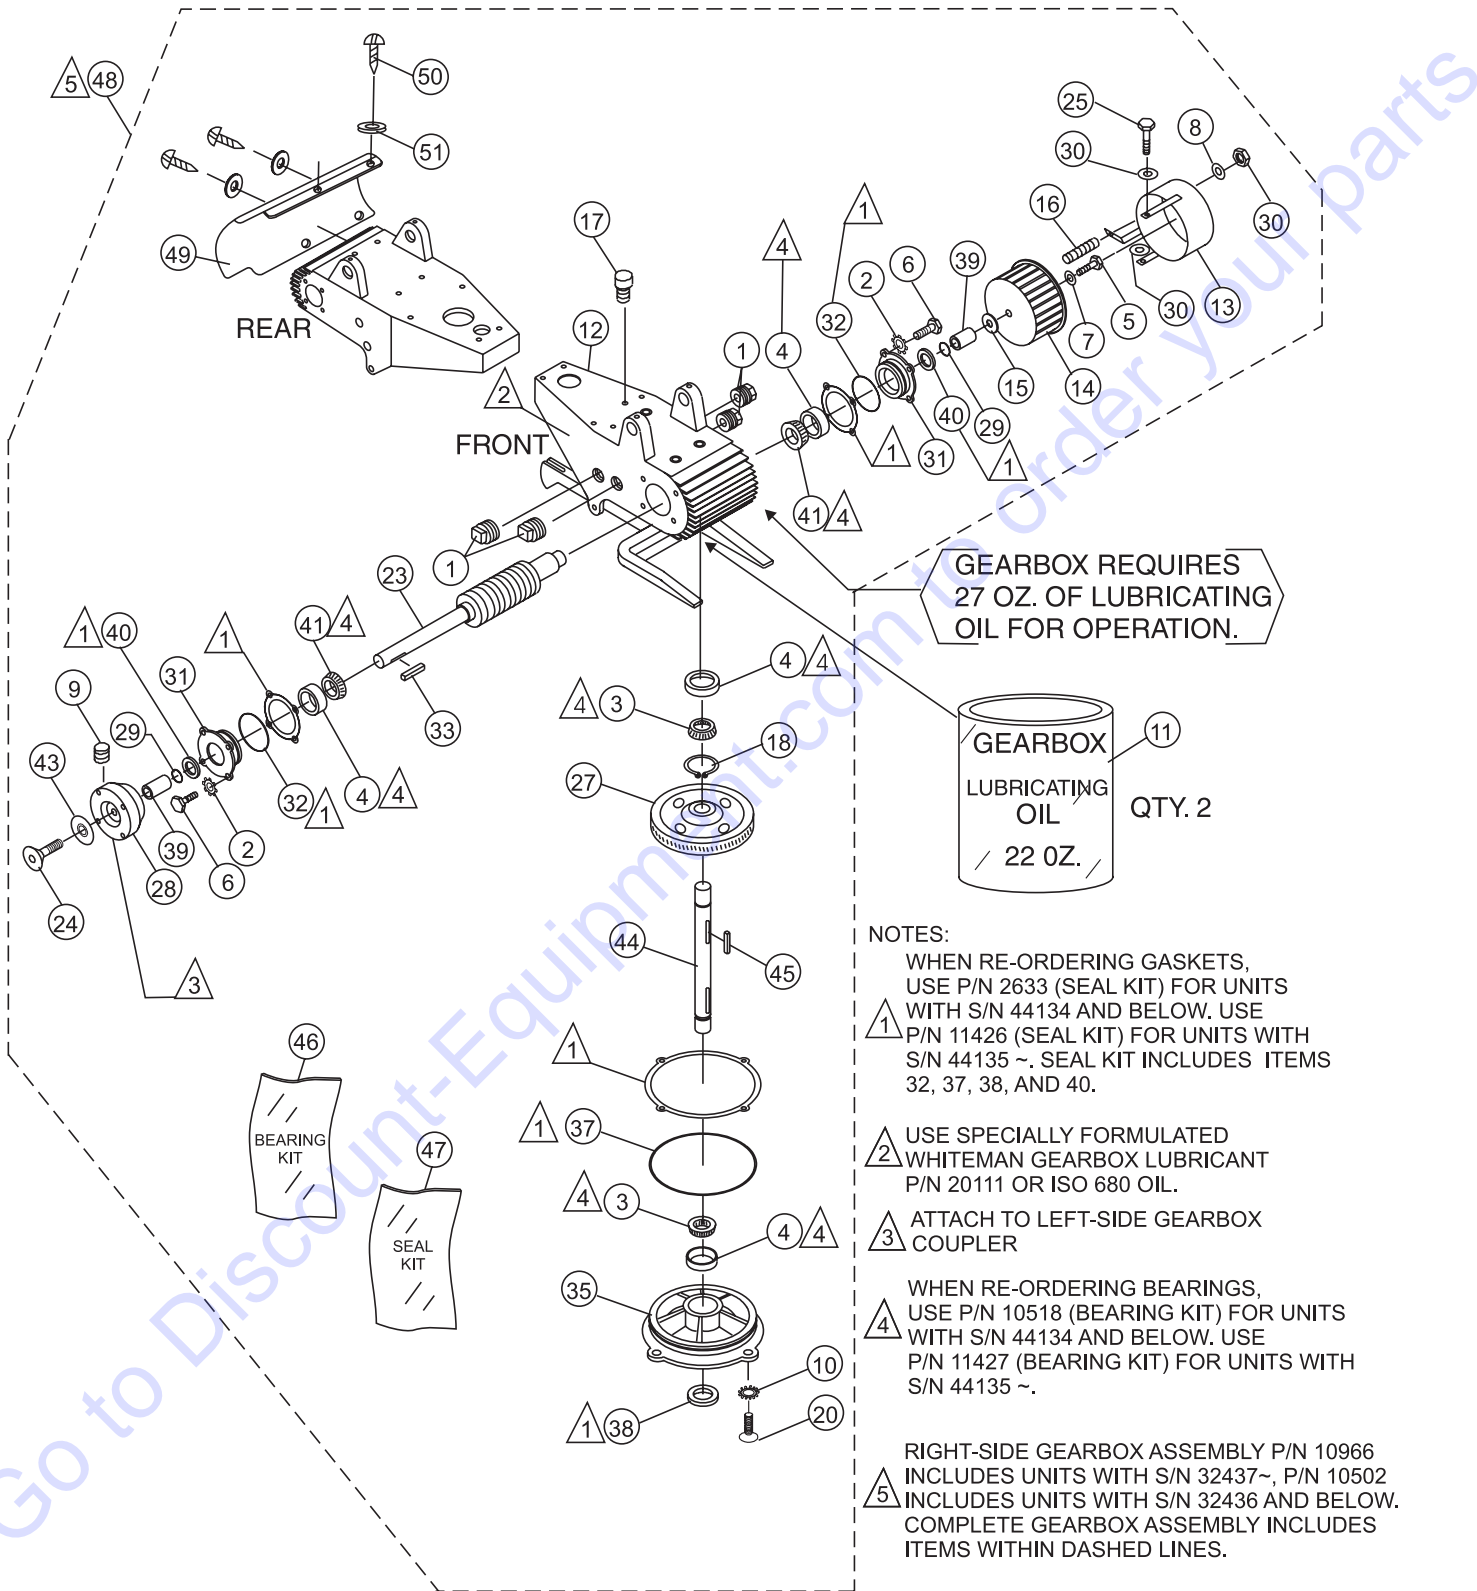 5 48
50
51
49
REAR
17
12
2
FRONT
1
4
4
1
32
2
6
39
25
30
8
30
16
13
30
5
7
14
15
29
40
1
31
1
41 4
1
23
33
41 4
1
1 40
31
9
29
43
24
28
39
6
2
32 1
4 4
3
GEARBOX REQUIRES
27 OZ. OF LUBRICATING
OIL FOR OPERATION.
4 4
4 3
18
27
GEARBOX
LUBRICATING
OIL
22 OZ.
11
QTY. 2
44
45
1
1 37
4 3
4 4
35
10
20
1 38
46
BEARING
KIT
47
SEAL
KIT
NOTES:
WHEN RE-ORDERING GASKETS,
USE P/N 2633 (SEAL KIT) FOR UNITS
1 WITH S/N 44134 AND BELOW. USE
P/N 11426 (SEAL KIT) FOR UNITS WITH
S/N 44135 ~. SEAL KIT INCLUDES ITEMS
32, 37, 38, AND 40.
USE SPECIALLY FORMULATED
2 WHITEMAN GEARBOX LUBRICANT
P/N 20111 OR ISO 680 OIL.
3 ATTACH TO LEFT-SIDE GEARBOX
COUPLER
WHEN RE-ORDERING BEARINGS,
4 USE P/N 10518 (BEARING KIT) FOR UNITS
WITH S/N 44134 AND BELOW. USE
P/N 11427 (BEARING KIT) FOR UNITS WITH
S/N 44135 ~.
RIGHT-SIDE GEARBOX ASSEMBLY P/N 10966
5 INCLUDES UNITS WITH S/N 32437~, P/N 10502
INCLUDES UNITS WITH S/N 32436 AND BELOW.
COMPLETE GEARBOX ASSEMBLY INCLUDES
ITEMS WITHIN DASHED LINES.
Go to Discount-Equipment.com to order your parts